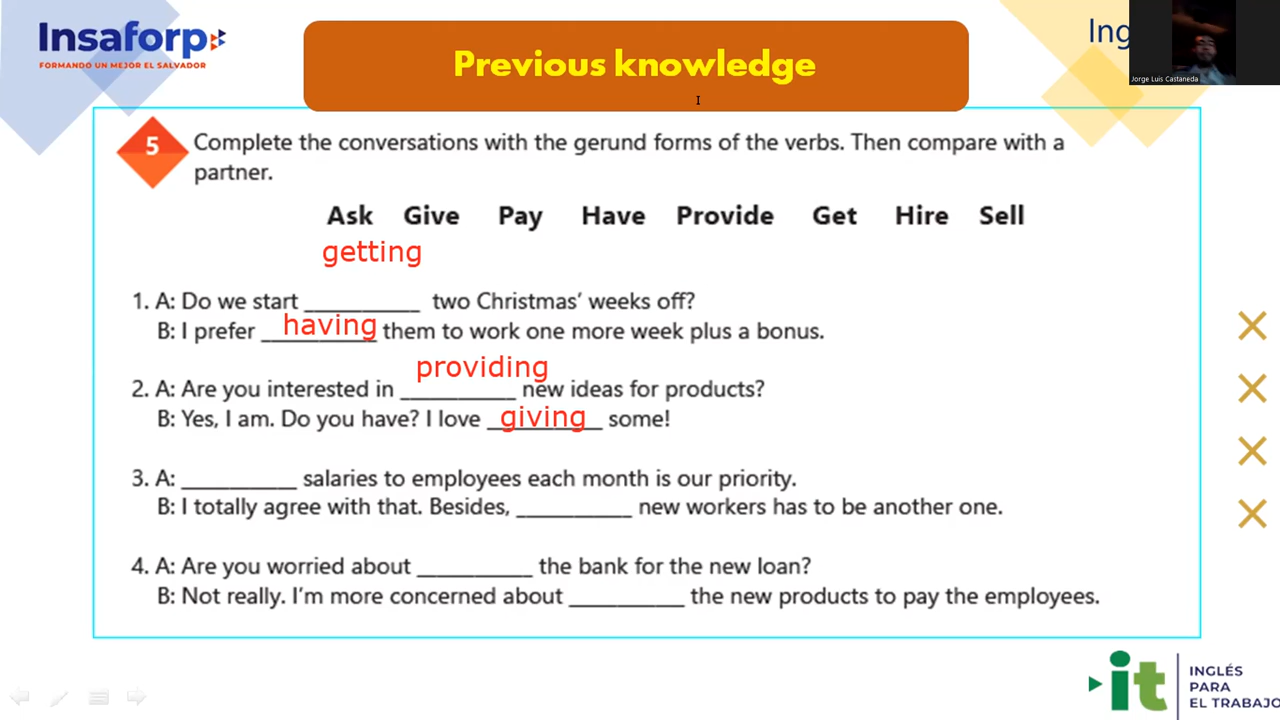 Insaforp
FORMANDO UN MEJOR EL SALVADOR
Previous knowledge
Ing
Jorge Luis Castaneda
5 Complete the conversations with the gerund forms of the verbs. Then compare with a
partner.
Ask Give Pay Have Provide Get Hire Sell
getting
1. A: Do we start __________ two Christmas’ weeks off?
B: I prefer having them to work one more week plus a bonus.
providing
2. A: Are you interested in __________ new ideas for products?
B: Yes, I am. Do you have? I love giving some!
3. A: __________ salaries to employees each month is our priority.
B: I totally agree with that. Besides, __________ new workers has to be another one.
4. A: Are you worried about __________ the bank for the new loan?
B: Not really. I’m more concerned about __________ the new products to pay the employees.
it
INGLÉS
PARA
EL TRABAJO